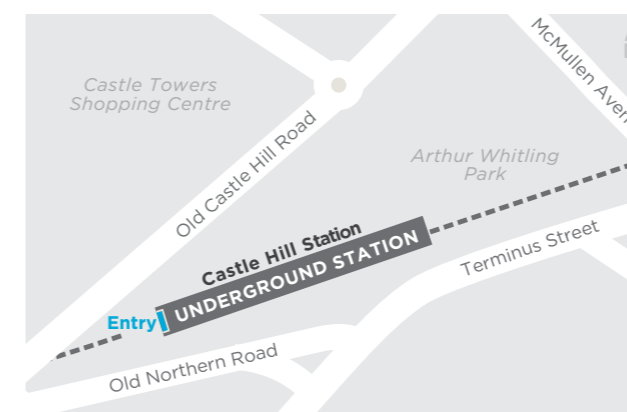 McMullen Aven
Castle Towers
Shopping Centre
Old Castle Hill Road
Arthur Whitling
Park
Castle Hill Station
UNDERGROUND STATION
Terminus Street
Entry
Old Northern Road